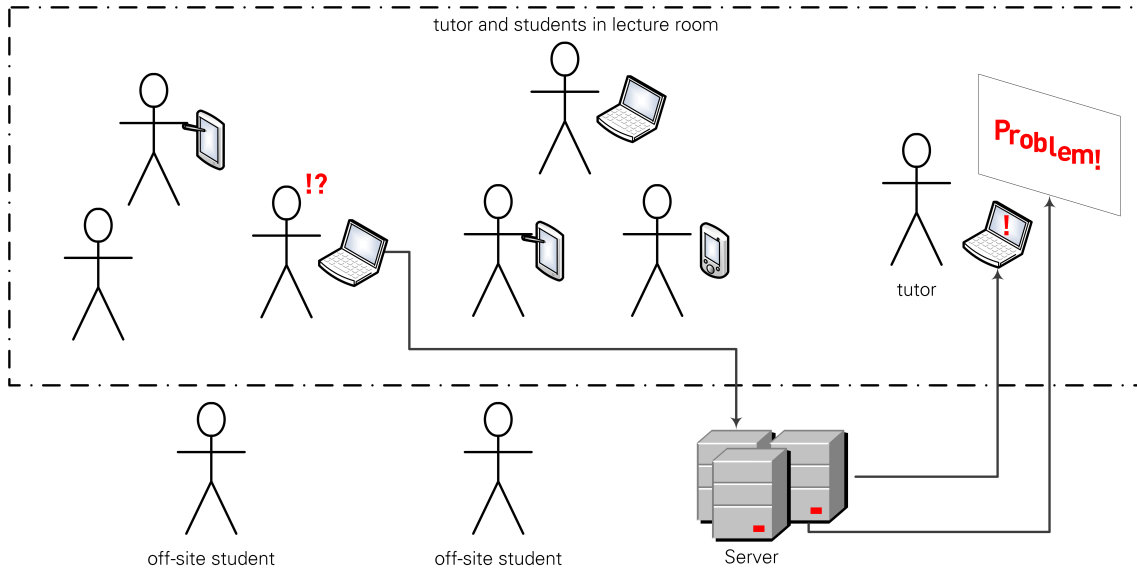 tutor and students in lecture room
!?
Problem!
!
tutor
off-site student
off-site student
Server